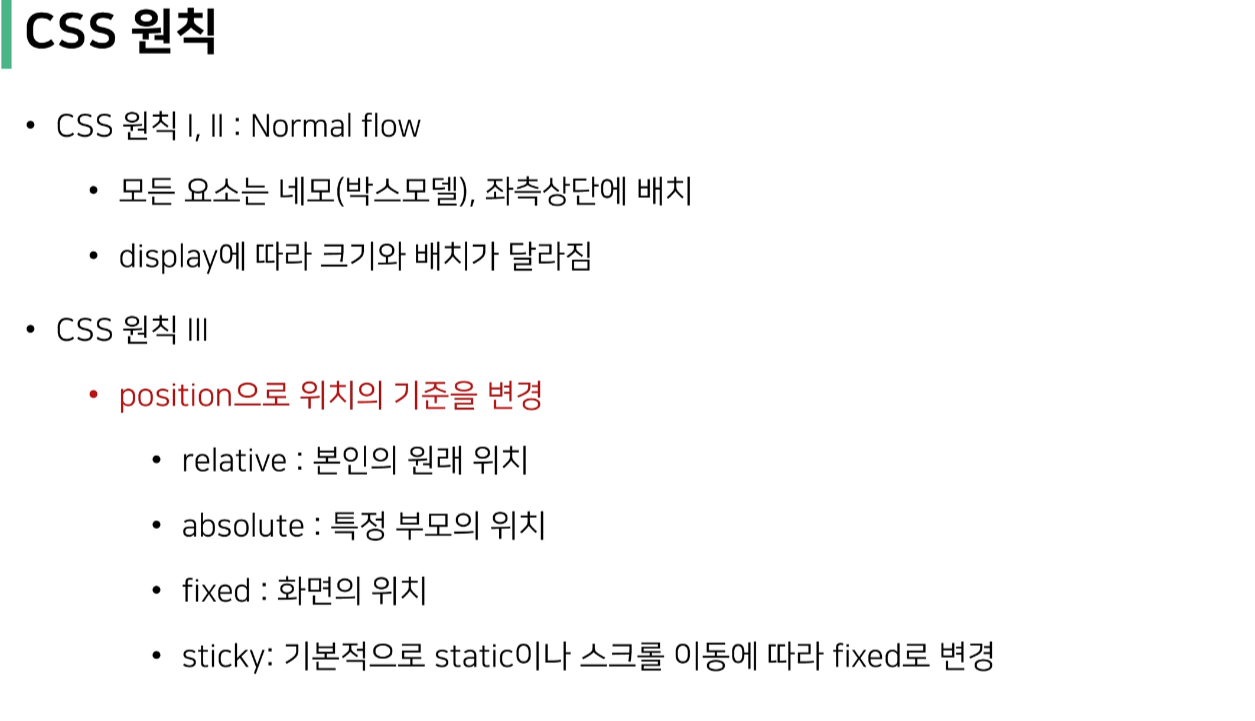 CSS 원칙
• CSS 원칙 I, II : Normal flow
• 모든 요소는 네모(박스모델), 좌측상단에 배치
• display에 따라 크기와 배치가 달라짐
• CSS 원칙 III
• position으로 위치의 기준을 변경
• relative : 본인의 원래 위치
• absolute : 특정 부모의 위치
• fixed : 화면의 위치
• sticky: 기본적으로 static이나 스크롤 이동에 따라 fixed로 변경